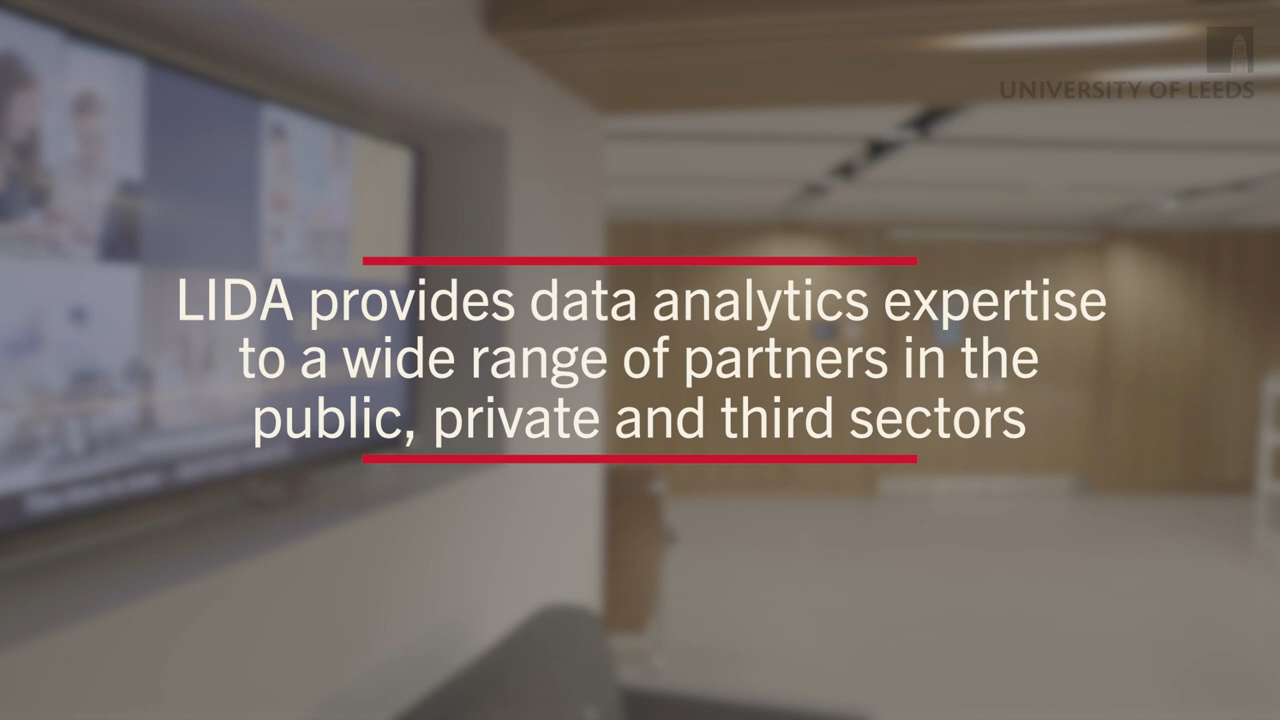 UNIVERSITY OF LEEDS
LIDA provides data analytics expertise
to a wide range of partners in the
public, private and third sectors